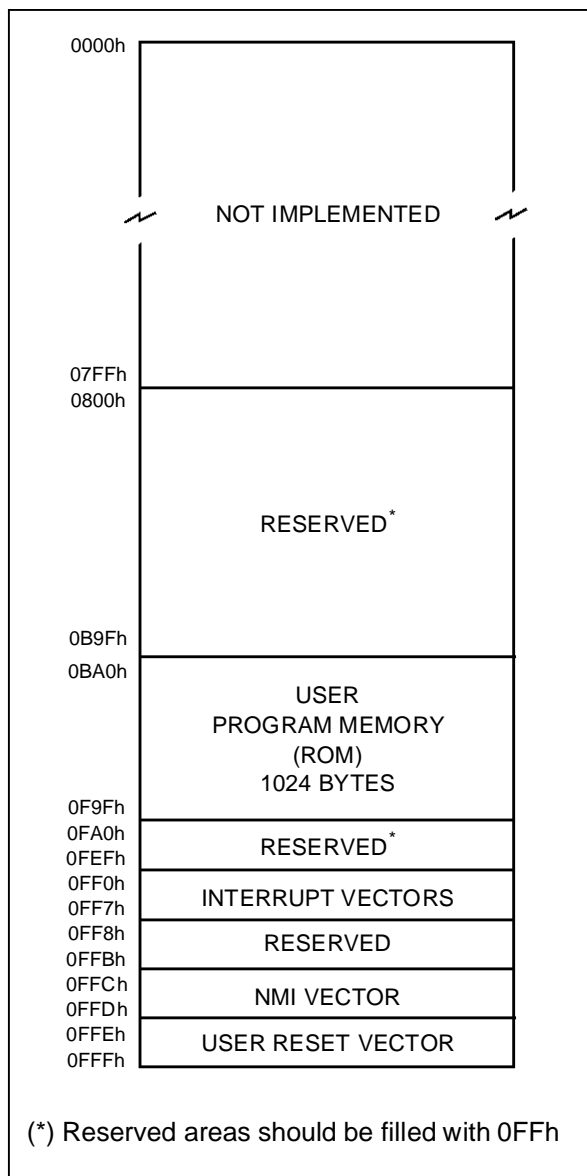 0000h
NOT IMPLEMENTED
07FFh
0800h
RESERVED*
0B9Fh
0BA0h
USER
PROGRAM MEMORY
(ROM)
1024 BYTES
0F9Fh
0FA0h
RESERVED*
0FEFh
0FF0h
INTERRUPT VECTORS
0FF7h
0FF8h
RESERVED
0FFBh
0FFCh
NMI VECTOR
0FFDh
0FFEh
USER RESET VECTOR
0FFFh
(*) Reserved areas should be filled with 0FFh